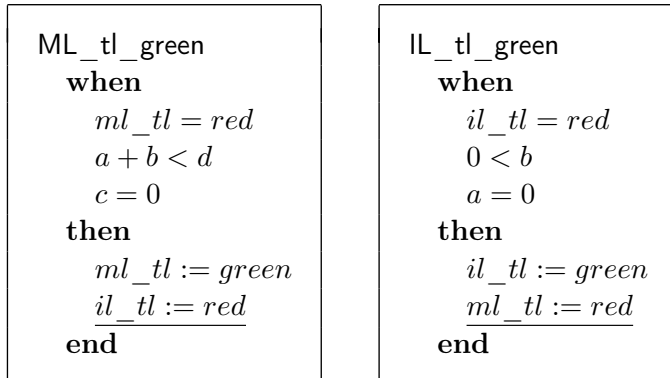 ML_tl_green
when
ml_tl = red
a + b < d
c = 0
then
ml_tl := green
il_tl := red
end
IL_tl_green
when
il_tl = red
0 < b
a = 0
then
il_tl := green
ml_tl := red
end